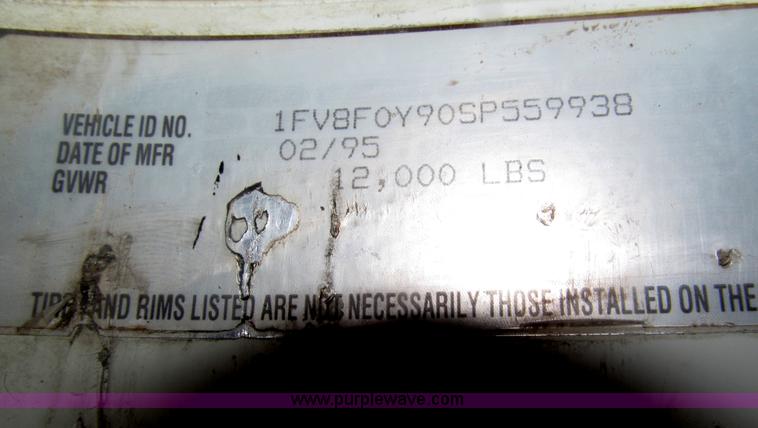 VEHICLE ID NO. 1FV8F0Y90SP559938
DATE OF MFR 02/95
GVWR 12,000 LBS
TIRES AND RIMS LISTED ARE NOT NECESSARILY THOSE INSTALLED ON THE
www.purplewave.com